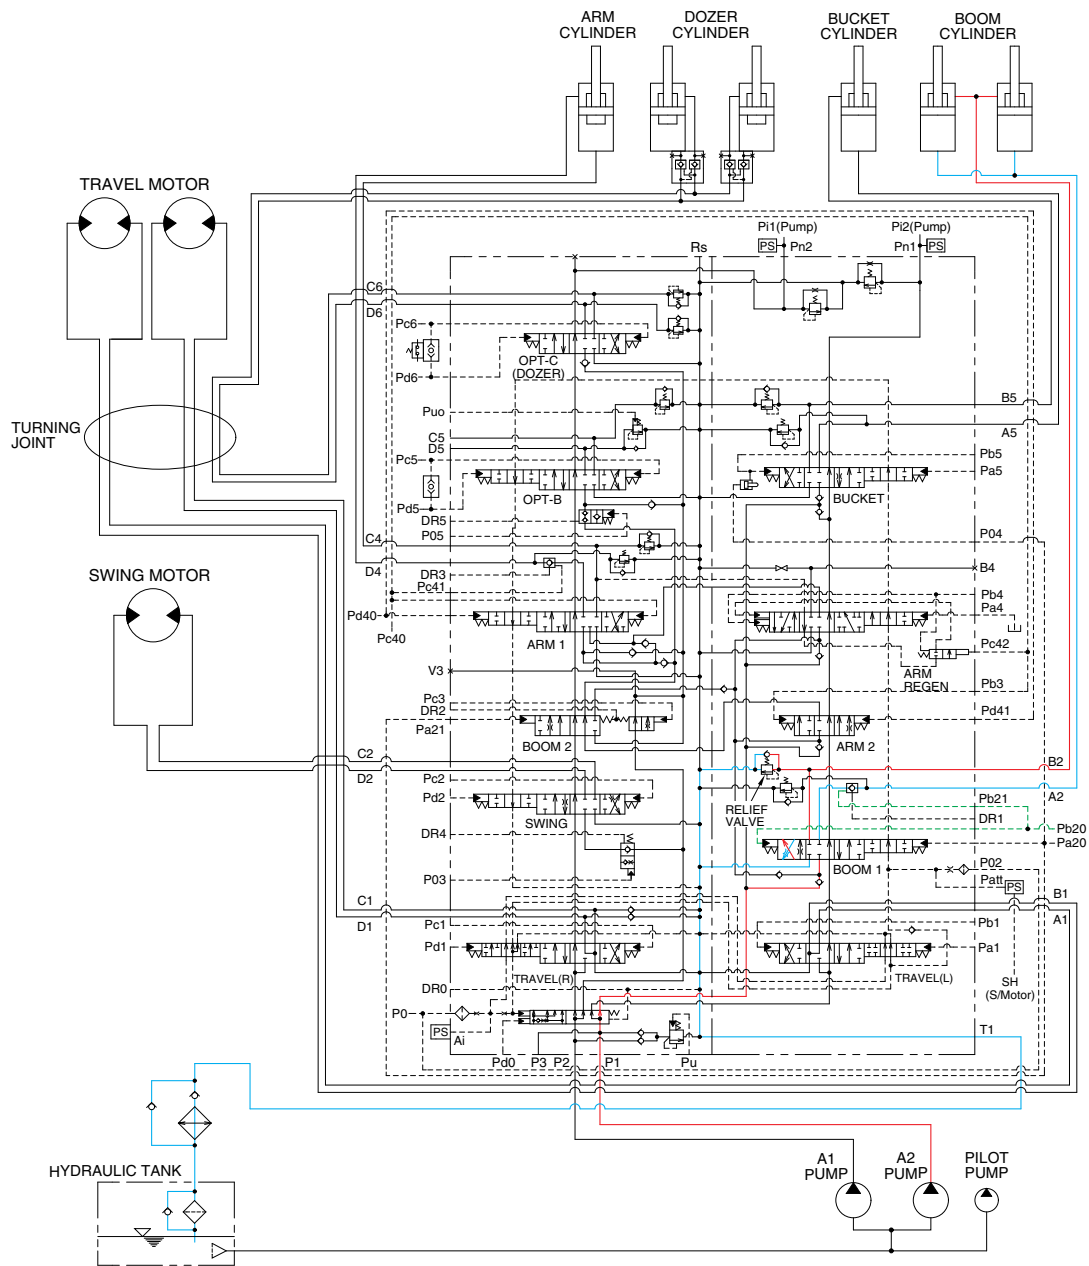 ARM
CYLINDER
DOZER
CYLINDER
BUCKET
CYLINDER
BOOM
CYLINDER
TRAVEL MOTOR
Pi1(Pump)
Pi2(Pump)
Rs
PS
Pn2
Pn1
PS
C6
D6
Pc6
Pd6
OPT-C
(DOZER)
B5
Puo
C5
D5
A5
TURNING
JOINT
Pc5
Pb5
Pa5
OPT-B
BUCKET
Pd5
DR5
P05
P04
C4
D4
B4
DR3
Pc41
SWING MOTOR
Pb4
Pa4
Pd40
Pc40
ARM 1
Pc42
ARM
REGEN
V3
Pb3
Pc3
DR2
Pd41
Pa21
BOOM 2
ARM 2
C2
D2
B2
Pc2
Pd2
RELIEF
VALVE
Pb21
A2
DR1
SWING
Pb20
DR4
Pa20
BOOM 1
P02
P03
Patt
PS
C1
D1
B1
A1
Pc1
Pb1
Pd1
Pa1
TRAVEL(R)
TRAVEL(L)
SH
(S/Motor)
DR0
P0
PS
Ai
T1
Pd0
P3
P2
P1
Pu
HYDRAULIC TANK
A1
PUMP
A2
PUMP
PILOT
PUMP